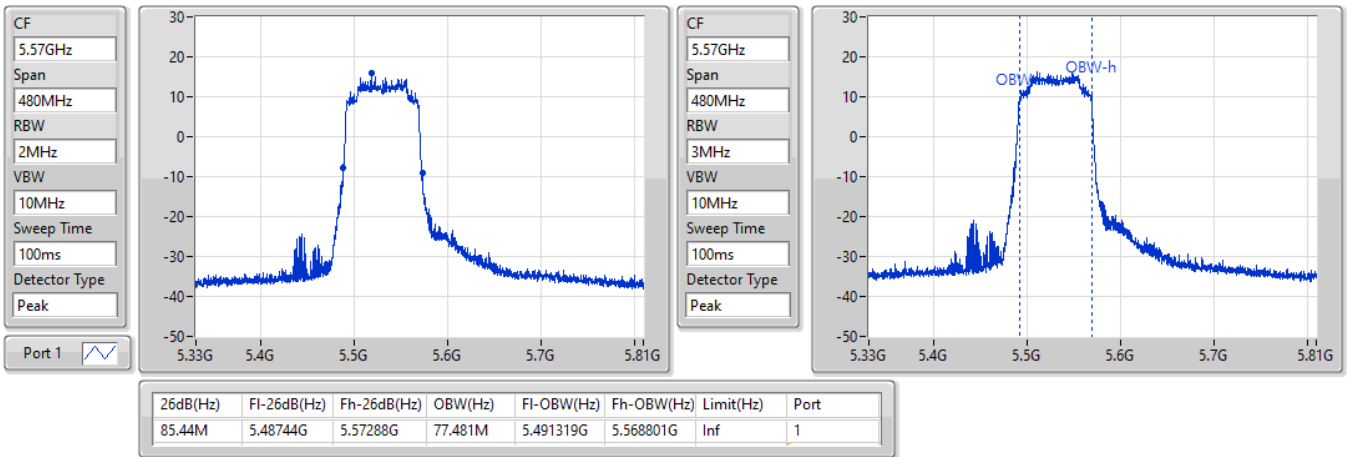 CF
5.57GHz
Span
480MHz
RBW
2MHz
VBW
10MHz
Sweep Time
100ms
Detector Type
Peak
Port 1
30
20
10
0
-10
-20
-30
-40
-50
5.33G 5.4G 5.5G 5.6G 5.7G 5.81G
CF
5.57GHz
Span
480MHz
RBW
3MHz
VBW
10MHz
Sweep Time
100ms
Detector Type
Peak
30
20
10
0
-10
-20
-30
-40
-50
OBW OBW-h
5.33G 5.4G 5.5G 5.6G 5.7G 5.81G
26dB(Hz) Fl-26dB(Hz) Fh-26dB(Hz) OBW(Hz) Fl-OBW(Hz) Fh-OBW(Hz) Limit(Hz) Port
85.44M 5.48744G 5.57288G 77.481M 5.491319G 5.568801G Inf 1